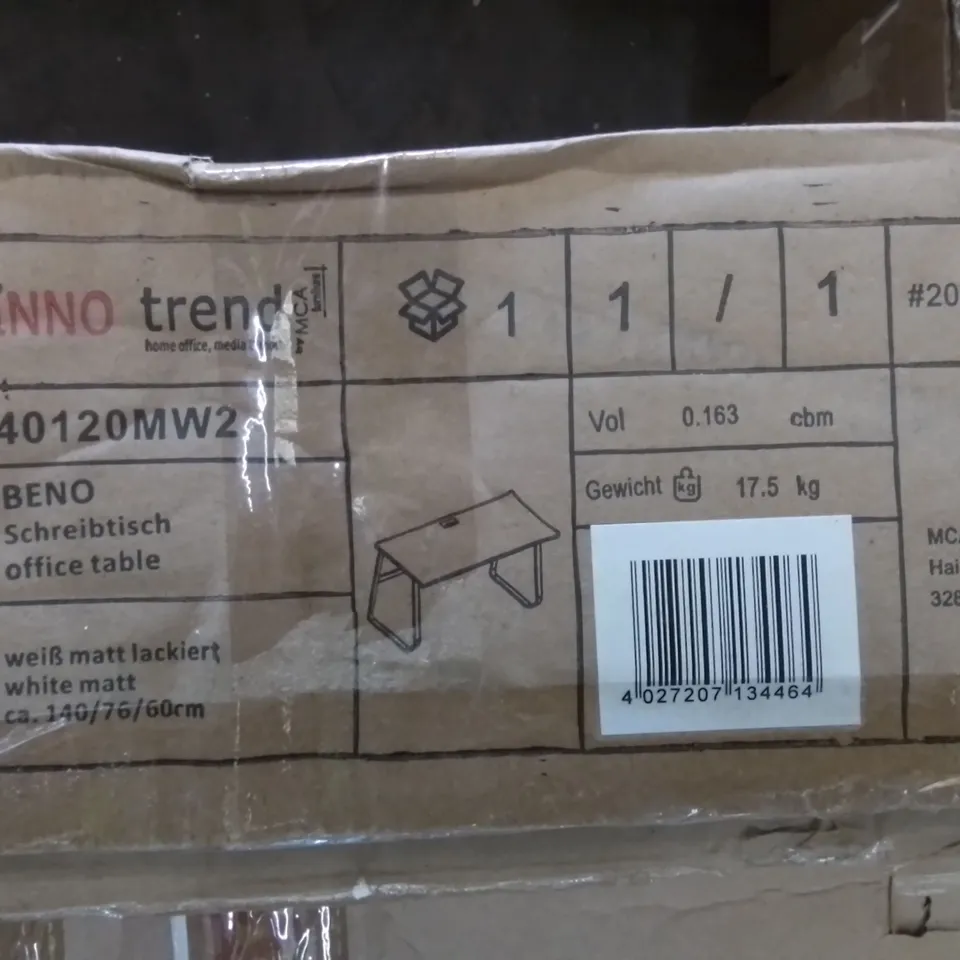 INNO trend
home office, media
by MCA furniture
1
1 / 1
#20
40120MW2
Vol 0.163 cbm
Gewicht kg 17.5 kg
BENO
Schreibtisch
office table
weiß matt lackiert
white matt
ca. 140/76/60cm
4 027207 134464
MCA
Hai
328